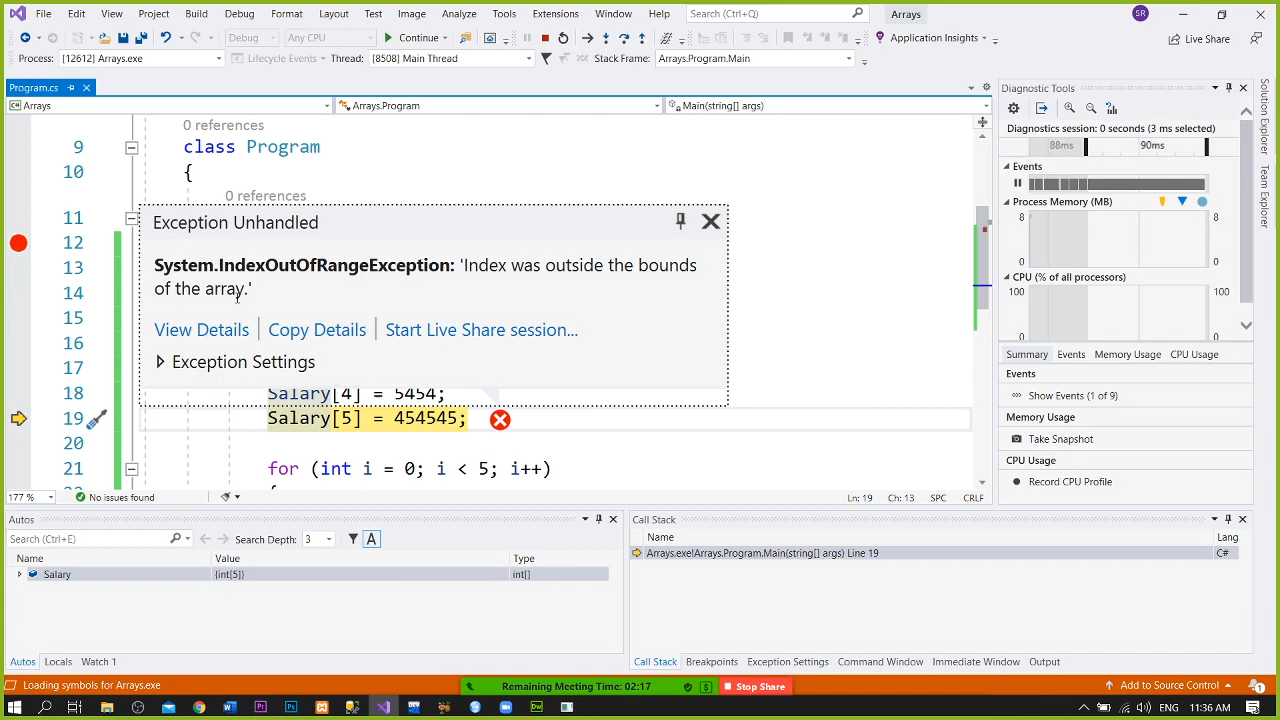 File Edit View Project Build Debug Format Layout Test Image Analyze Tools Extensions Window Help Search (Ctrl+Q) Arrays SR
Debug Any CPU Continue Application Insights Live Share
Process: [12612] Arrays.exe Lifecycle Events Thread: [8508] Main Thread Stack Frame: Arrays.Program.Main
Program.cs
Arrays Arrays.Program Main(string[] args)
0 references
9 class Program
10 {
0 references
11
12
13
14
15
16
17
Exception Unhandled
System.IndexOutOfRangeException: 'Index was outside the bounds
of the array.'
View Details Copy Details Start Live Share session...
Exception Settings
18 Salary[4] = 5454;
19 Salary[5] = 454545;
20
21 for (int i = 0; i < 5; i++)
177 % No issues found Ln: 19 Ch: 13 SPC CRLF
Diagnostic Tools
Diagnostics session: 0 seconds (3 ms selected)
88ms 90ms
Events
Process Memory (MB)
8 8
0 0
CPU (% of all processors)
100 100
0 0
Summary Events Memory Usage CPU Usage
Events
Show Events (1 of 9)
Memory Usage
Take Snapshot
CPU Usage
Record CPU Profile
Solution Explorer
Team Explorer
Autos
Search (Ctrl+E) Search Depth: 3 A
Name Value Type
Salary {int[5]} int[]
Autos Locals Watch 1
Call Stack
Name Lang
Arrays.exe!Arrays.Program.Main(string[] args) Line 19 C#
Call Stack Breakpoints Exception Settings Command Window Immediate Window Output
Loading symbols for Arrays.exe Remaining Meeting Time: 02:17 Stop Share Add to Source Control 1
ENG 11:36 AM